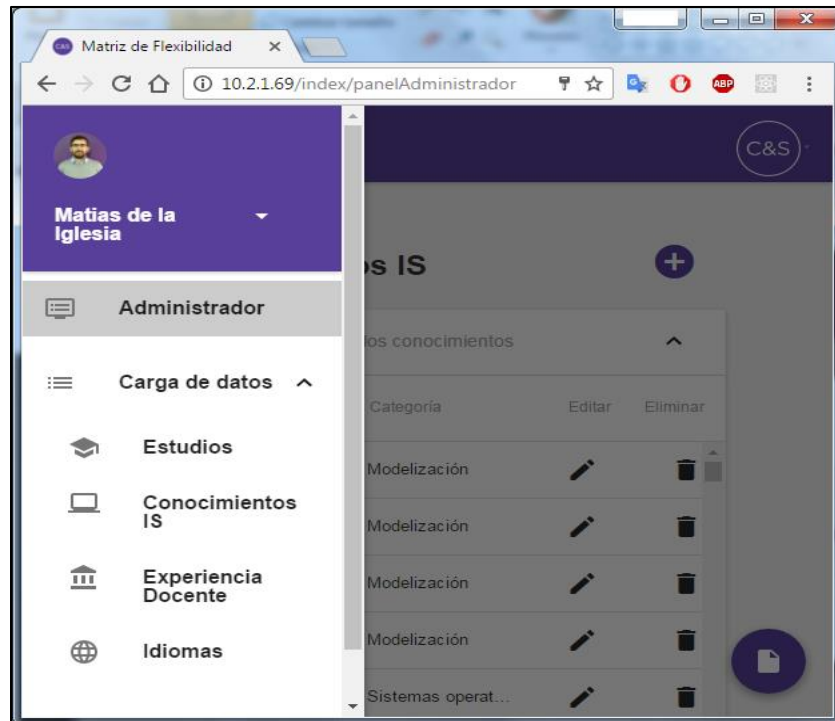 C&S
Matriz de Flexibilidad
10.2.1.69/index/panelAdministrador
ABP
C&S
Matias de la
Iglesia
os IS
Administrador
los conocimientos
Carga de datos
Categoría Editar Eliminar
Estudios
Modelización
Conocimientos
IS
Modelización
Experiencia
Docente
Modelización
Idiomas
Modelización
Sistemas operat...